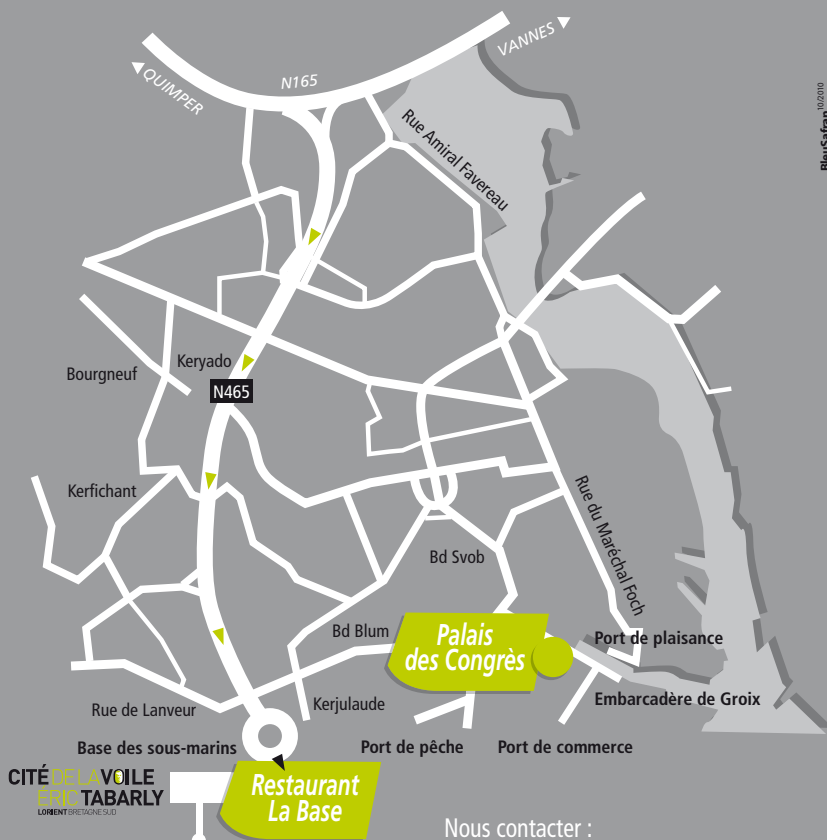 VANNES
QUIMPER
N165
BleuSafran 10/2010
Rue Amiral Favereau
Keryado
Bourgneuf
N465
Kerfichant
Rue du Maréchal Foch
Bd Svob
Bd Blum
Palais
des Congrès
Port de plaisance
Embarcadère de Groix
Rue de Lanveur
Kerjulaude
Base des sous-marins
Port de pêche
Port de commerce
CITÉ DE LA VOILE
ÉRIC TABARLY
LORIENT BRETAGNE SUD
Restaurant
La Base
Nous contacter :